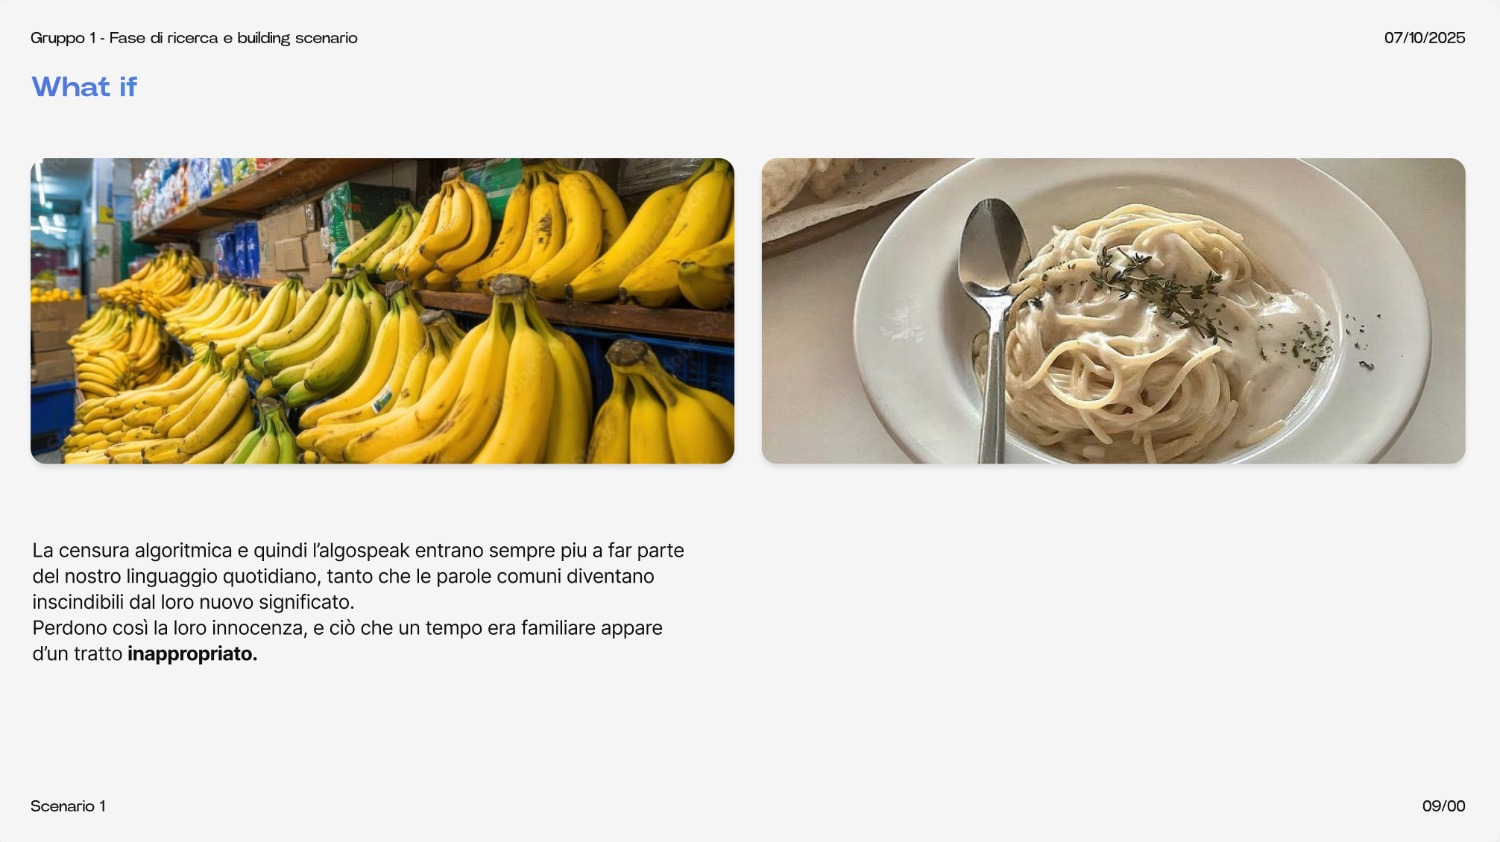 Gruppo 1 - Fase di ricerca e building scenario
07/10/2025
What if
La censura algoritmica e quindi l’algospeak entrano sempre piu a far parte
del nostro linguaggio quotidiano, tanto che le parole comuni diventano
inscindibili dal loro nuovo significato.
Perdono così la loro innocenza, e ciò che un tempo era familiare appare
d’un tratto inappropriato.
Scenario 1
09/00